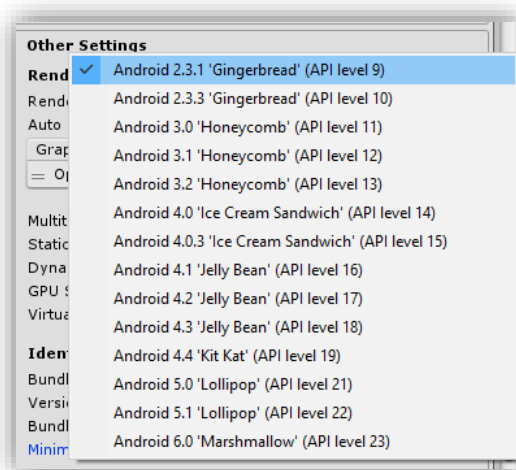 Other Settings
Rend
Android 2.3.1 'Gingerbread' (API level 9)
Rende
Android 2.3.3 'Gingerbread' (API level 10)
Auto
Android 3.0 'Honeycomb' (API level 11)
Grap
Android 3.1 'Honeycomb' (API level 12)
= Op
Android 3.2 'Honeycomb' (API level 13)
Multit
Android 4.0 'Ice Cream Sandwich' (API level 14)
Static
Android 4.0.3 'Ice Cream Sandwich' (API level 15)
Dyna
Android 4.1 'Jelly Bean' (API level 16)
GPU S
Android 4.2 'Jelly Bean' (API level 17)
Virtua
Android 4.3 'Jelly Bean' (API level 18)
Iden
Android 4.4 'Kit Kat' (API level 19)
Bundl
Android 5.0 'Lollipop' (API level 21)
Versi
Android 5.1 'Lollipop' (API level 22)
Bundl
Android 6.0 'Marshmallow' (API level 23)
Minim